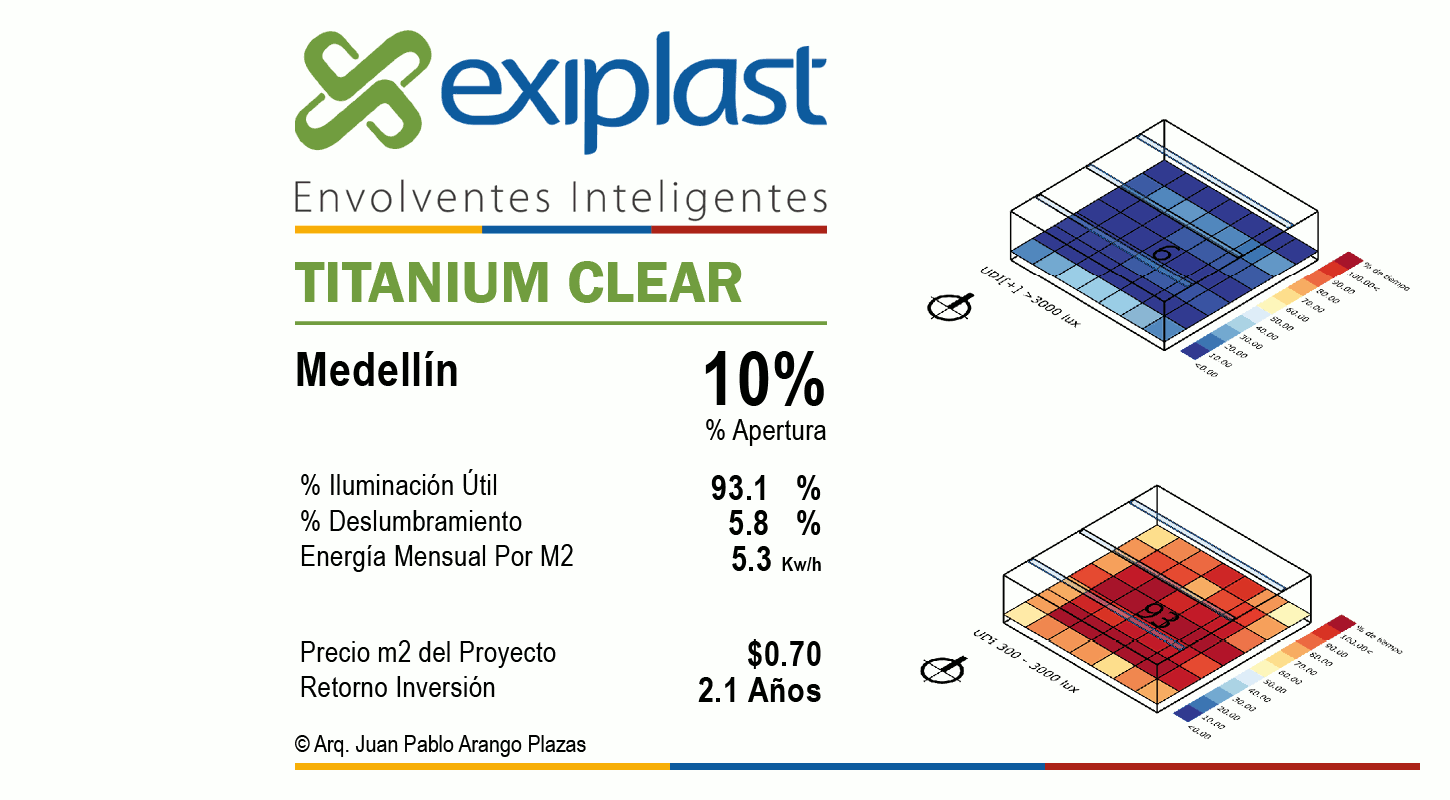 exiplast
Envolventes Inteligentes
TITANIUM CLEAR
Medellín
10%
% Apertura
% Iluminación Útil 93.1 %
% Deslumbramiento 5.8 %
Energía Mensual Por M2 5.3 Kw/h
Precio m2 del Proyecto $0.70
Retorno Inversión 2.1 Años
© Arq. Juan Pablo Arango Plazas
6
UDI[+] >3000 lux
% de tiempo
100.00<
90.00
80.00
70.00
60.00
50.00
40.00
30.00
20.00
10.00
<0.00
93
UDI 300 - 3000 lux
% de tiempo
100.00<
90.00
80.00
70.00
60.00
50.00
40.00
30.00
20.00
10.00
<0.00